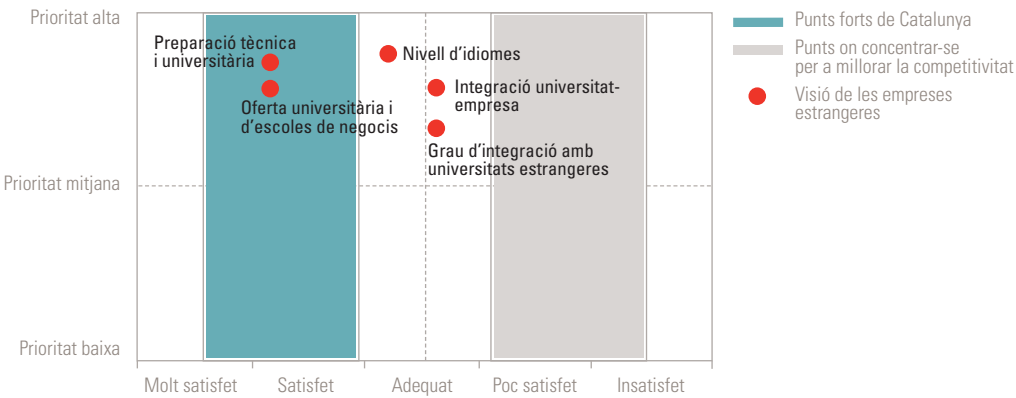 Prioritat alta
Preparació tècnica
i universitària
Oferta universitària i
d'escoles de negocis
Nivell d'idiomes
Integració universitat-
empresa
Grau d'integració amb
universitats estrangeres
Prioritat mitjana
Prioritat baixa
Molt satisfet
Satisfet
Adequat
Poc satisfet
Insatisfet
Punts forts de Catalunya
Punts on concentrar-se
per a millorar la competitivitat
Visió de les empreses
estrangeres